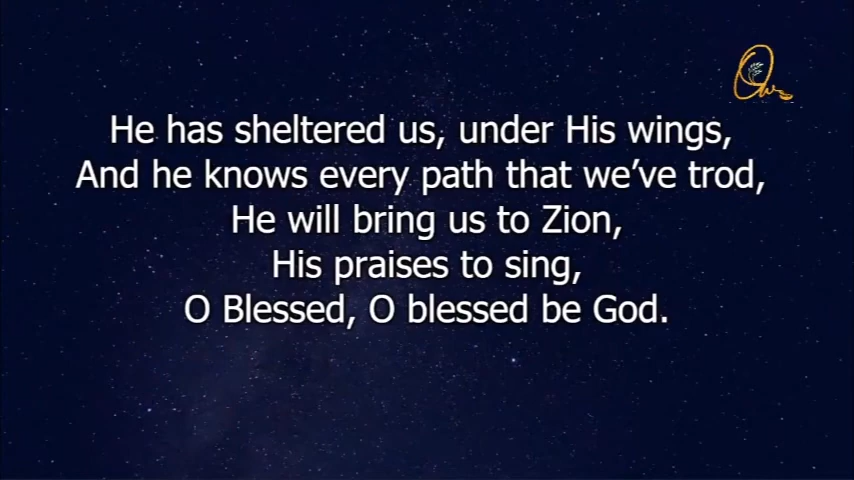 He has sheltered us, under His wings,
And he knows every path that we've trod,
He will bring us to Zion,
His praises to sing,
O Blessed, O blessed be God.